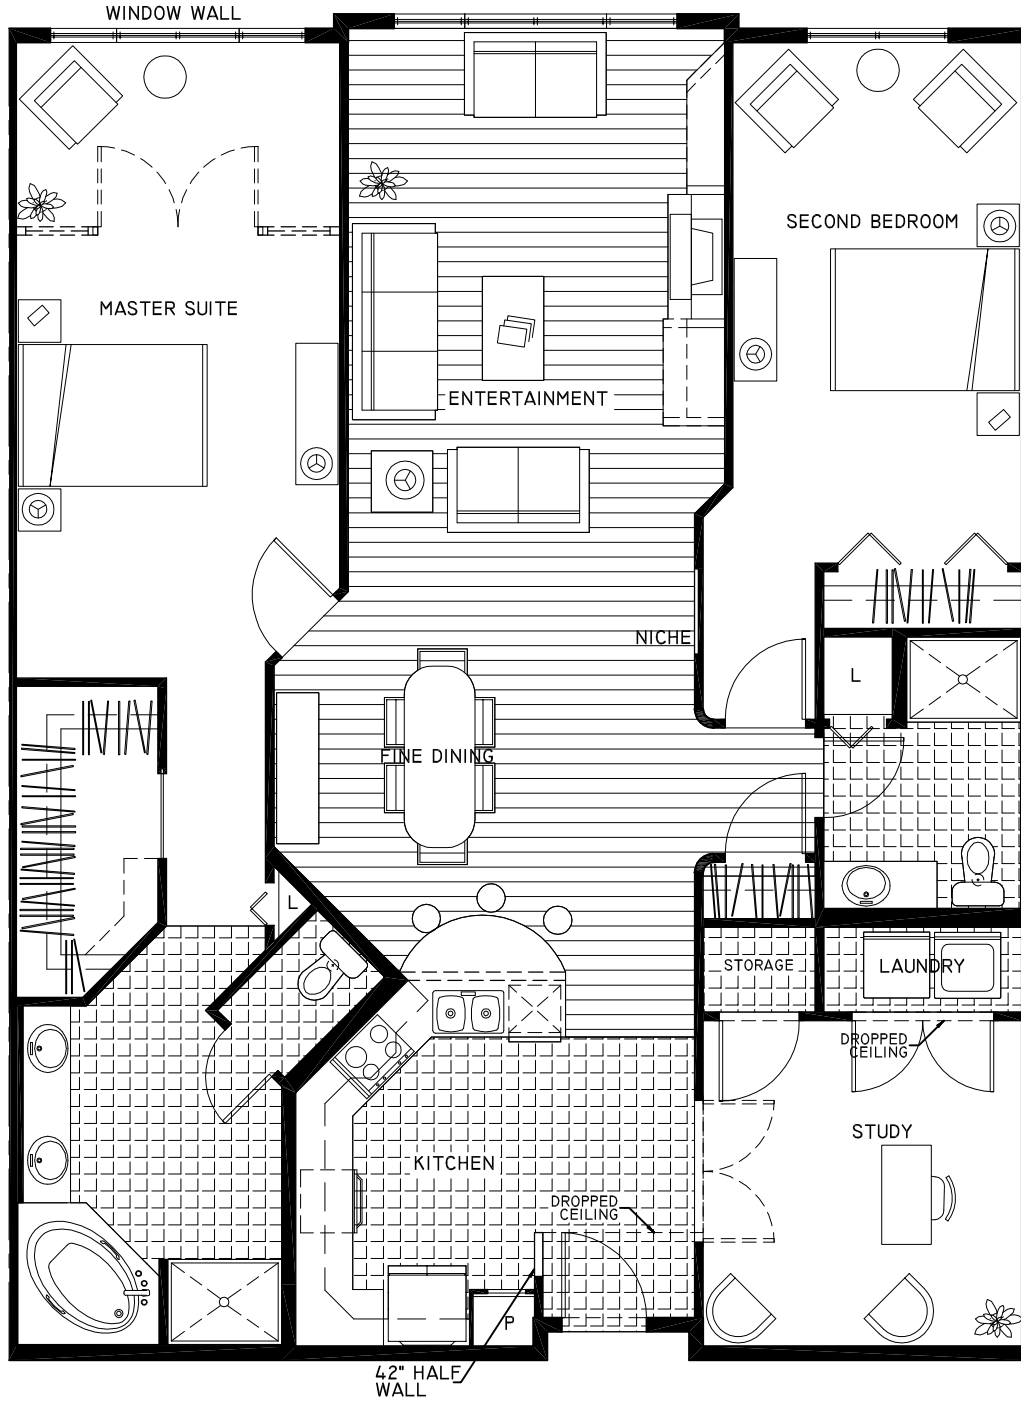 WINDOW WALL
SECOND BEDROOM
MASTER SUITE
ENTERTAINMENT
NICHE
L
FINE DINING
L
STORAGE
LAUNDRY
DROPPED
CEILING
STUDY
KITCHEN
DROPPED
CEILING
P
42" HALF
WALL